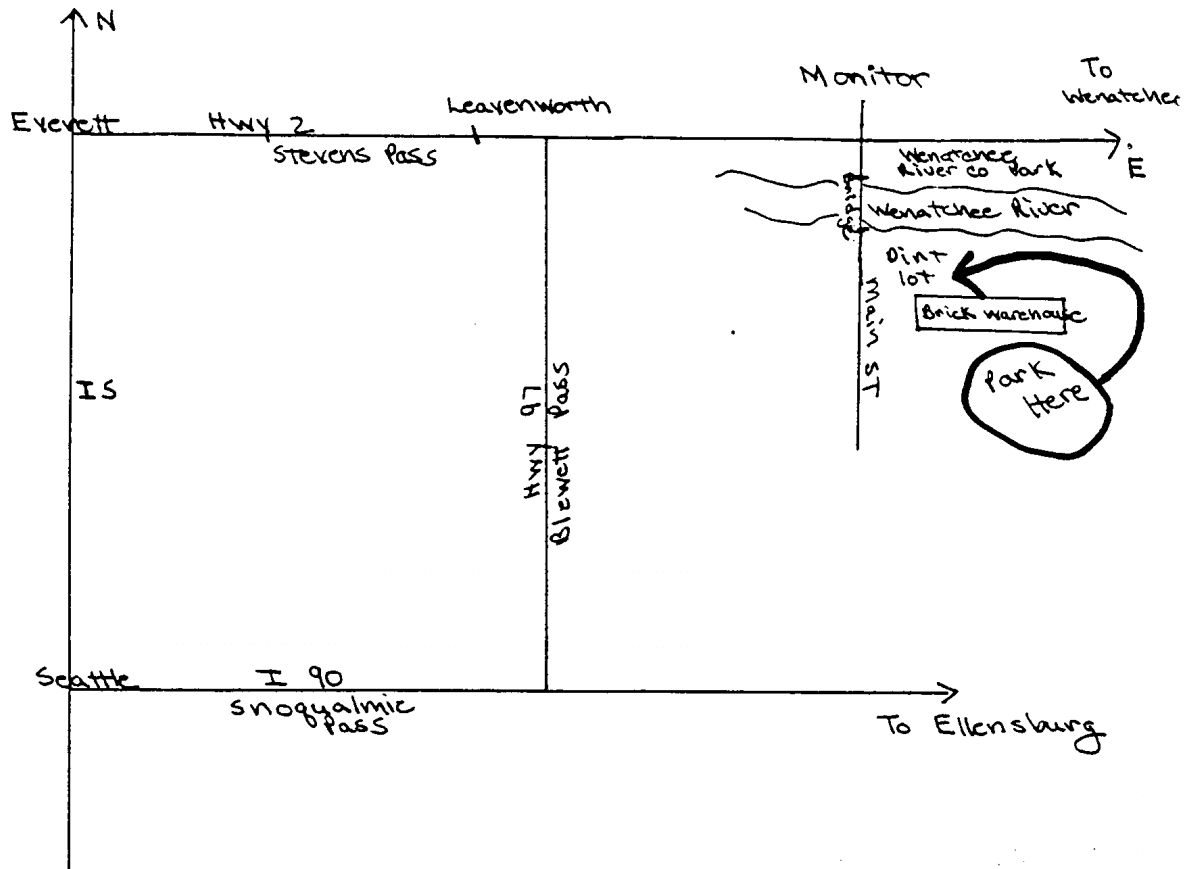 N
To
Wenatchee
Monitor
Leavenworth
Everett
Hwy 2
Stevens Pass
E
Wenatchee
River co Park
Bridge
Wenatchee River
Dirt
lot
Main ST
Brick warehouse
Park
Here
I5
Hwy 97
Blewett Pass
Seattle
I 90
Snoqualmie
Pass
To Ellensburg